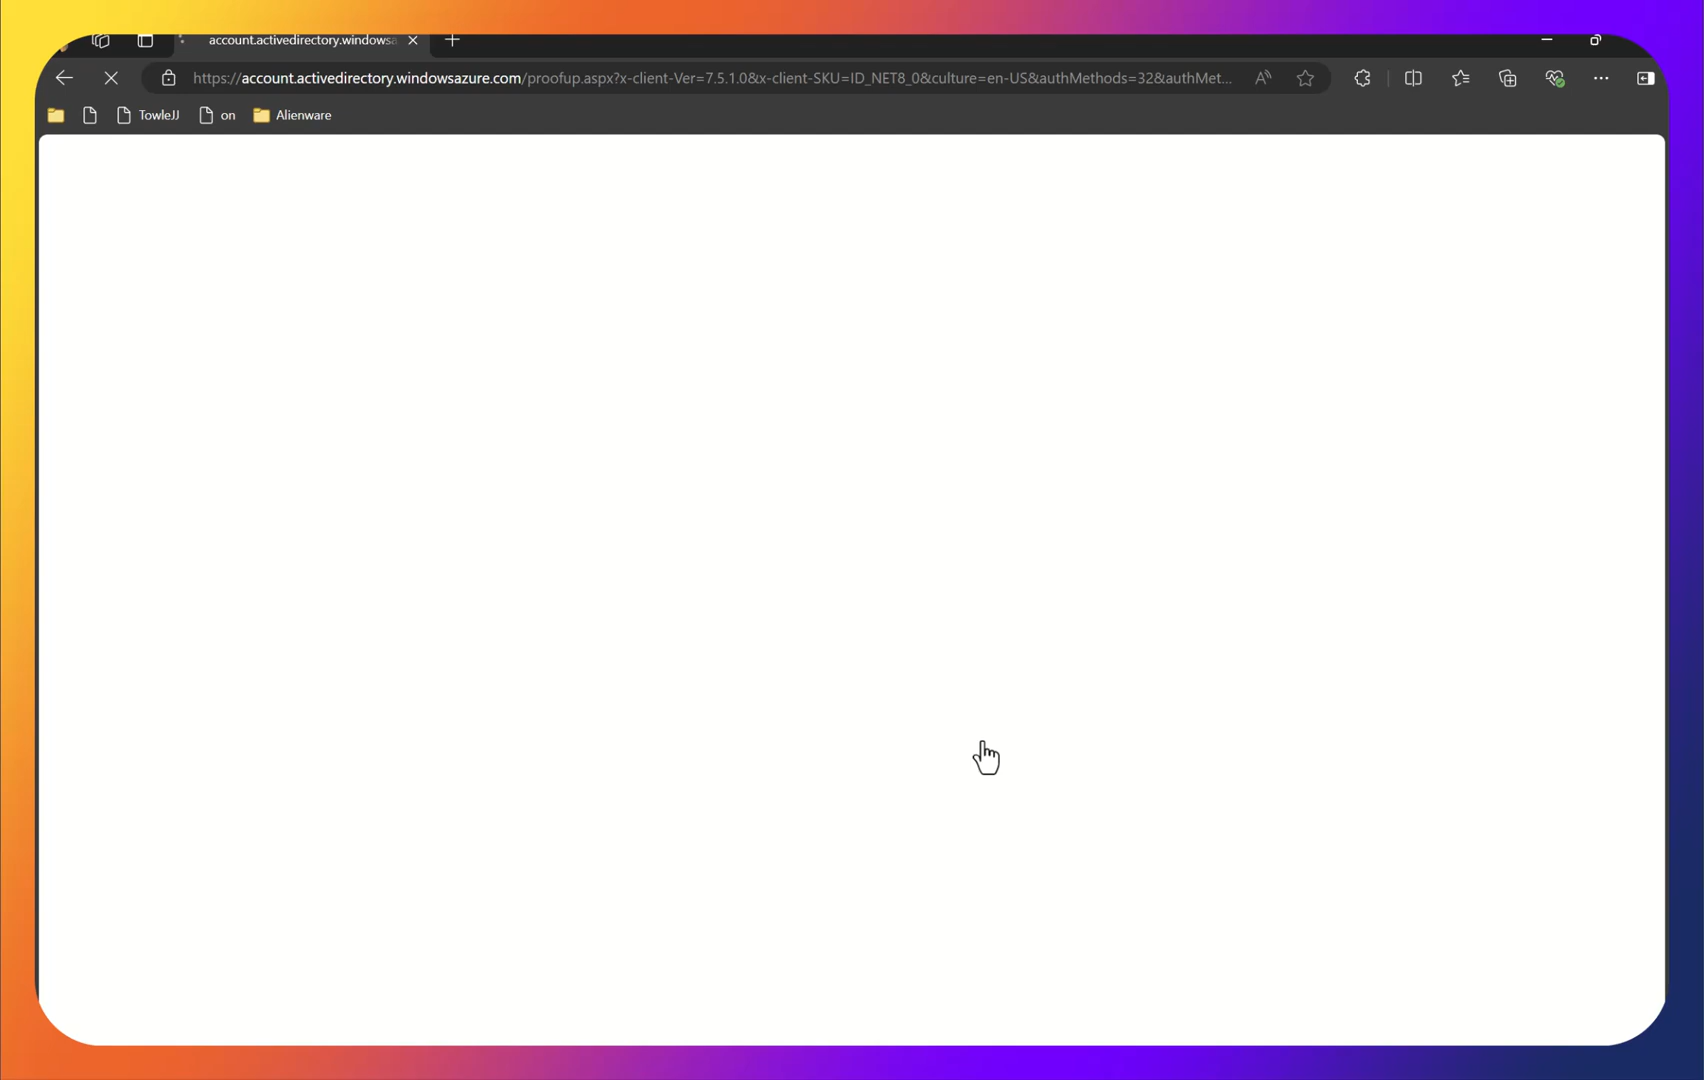 account.activedirectory.windowsa
https://account.activedirectory.windowsazure.com/proofup.aspx?x-client-Ver=7.5.1.0&x-client-SKU=ID_NET8_0&culture=en-US&authMethods=32&authMet...
TowleJJ on Alienware